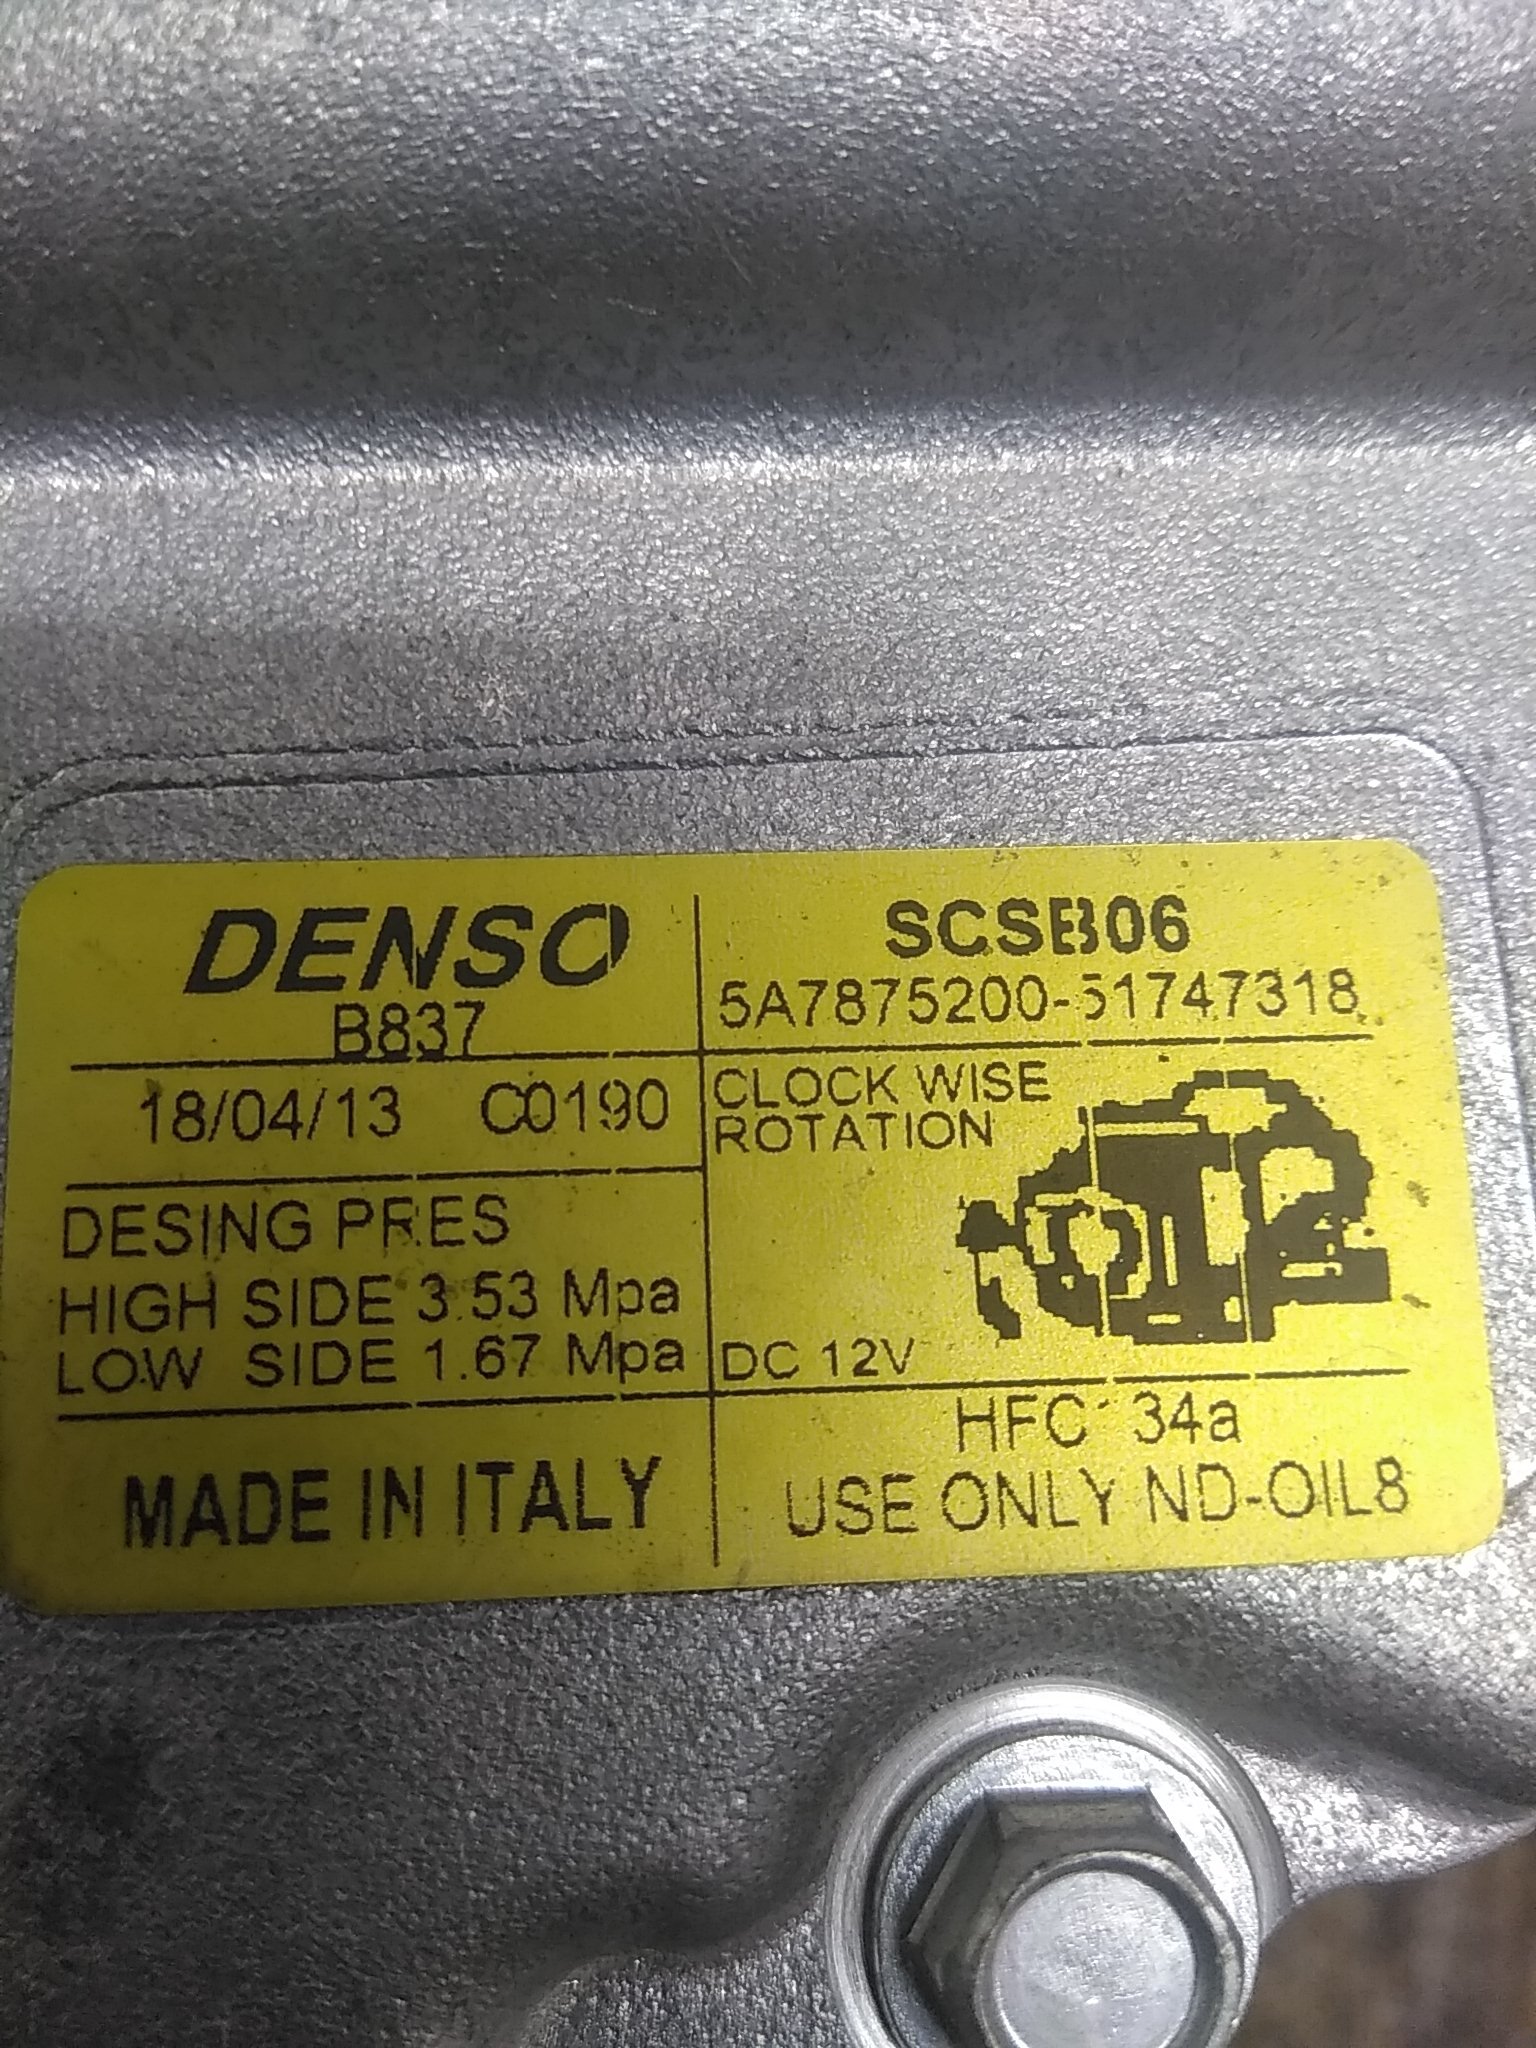 DENSO
B837
18/04/13 C0190
DESING PRES
HIGH SIDE 3.53 Mpa
LOW SIDE 1.67 Mpa
MADE IN ITALY
SCSB06
5A7875200-51747318
CLOCK WISE
ROTATION
DC 12V
HFC 134a
USE ONLY ND-OIL8